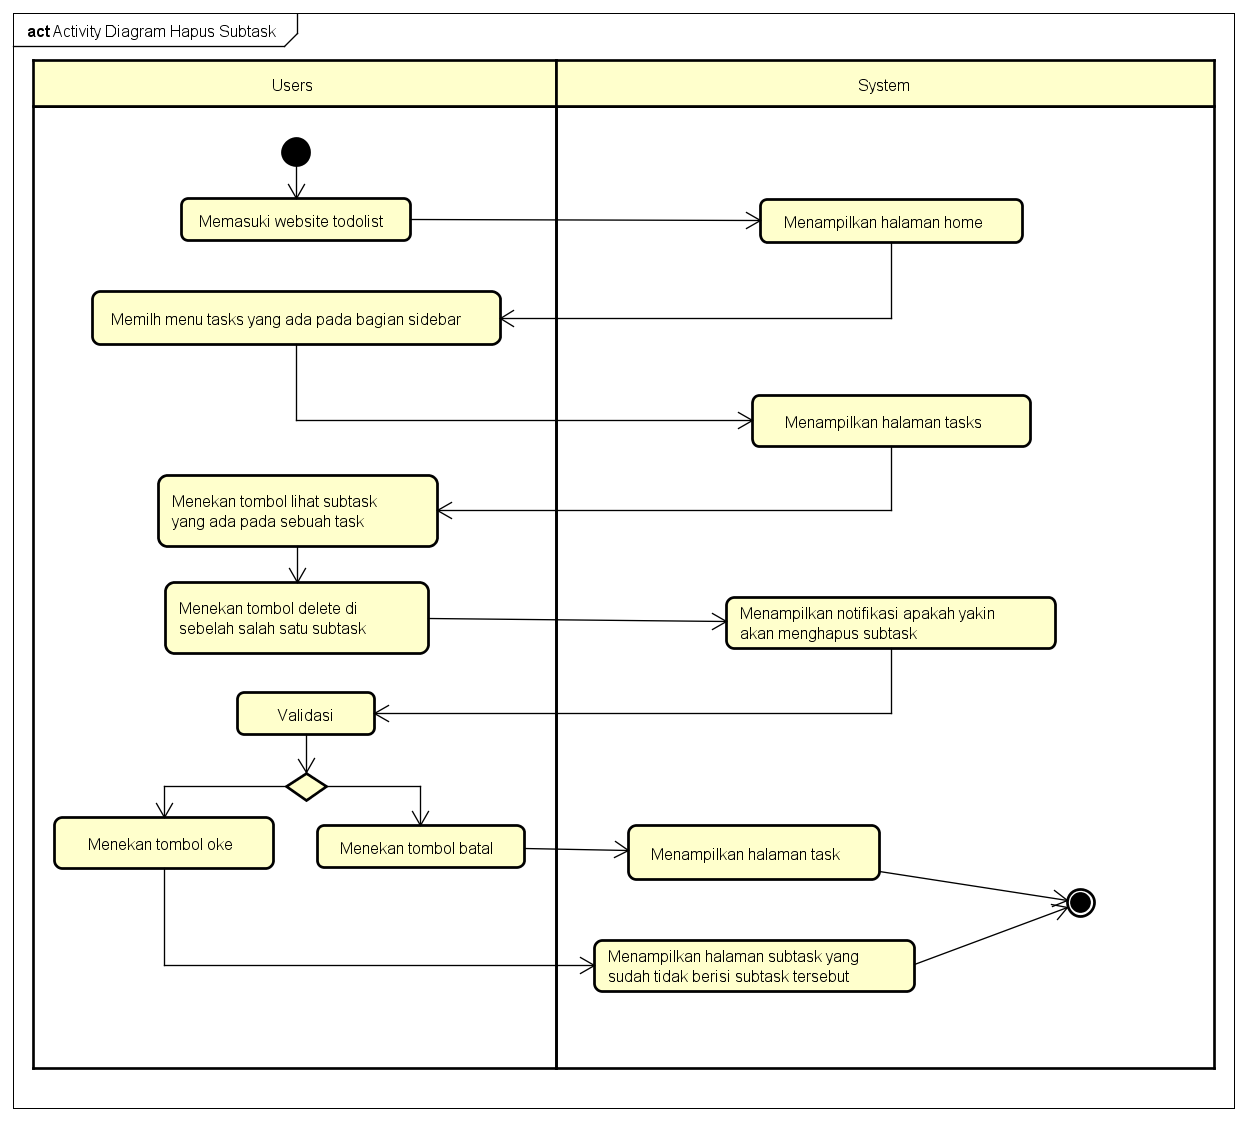 act Activity Diagram Hapus Subtask
Users
System
Memasuki website todolist
Menampilkan halaman home
Memilh menu tasks yang ada pada bagian sidebar
Menampilkan halaman tasks
Menekan tombol lihat subtask
yang ada pada sebuah task
Menekan tombol delete di
sebelah salah satu subtask
Menampilkan notifikasi apakah yakin
akan menghapus subtask
Validasi
Menekan tombol oke
Menekan tombol batal
Menampilkan halaman task
Menampilkan halaman subtask yang
sudah tidak berisi subtask tersebut